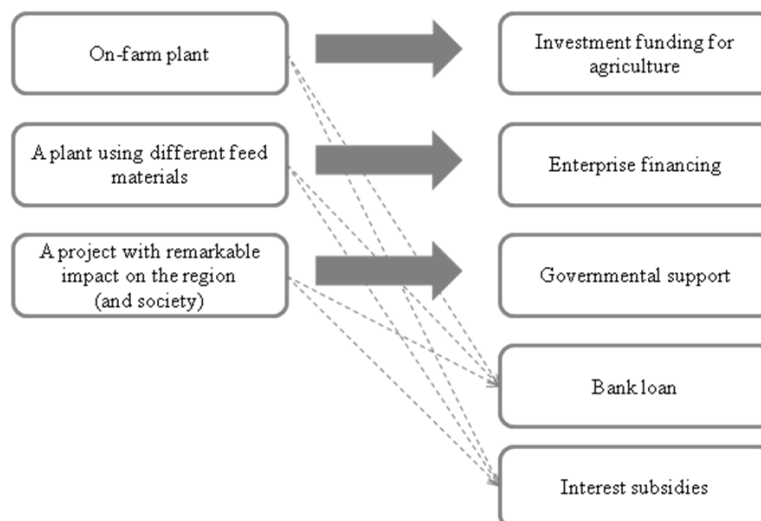 On-farm plant
Investment funding for
agriculture
A plant using different feed
materials
Enterprise financing
A project with remarkable
impact on the region
(and society)
Governmental support
Bank loan
Interest subsidies